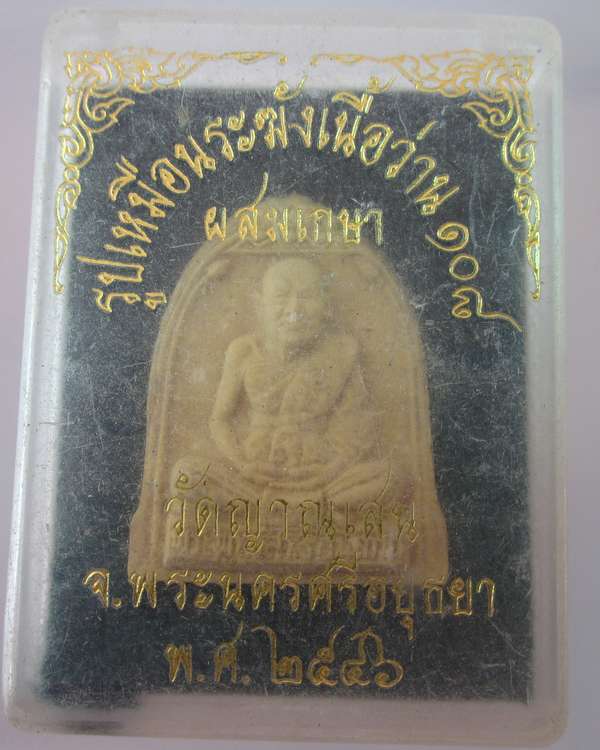 รูปเหมือนระฆังเนื้อว่าน ๑๐๘
ผสมเกษา
วัดญาณเสน
จ.พระนครศรีอยุธยา
พ.ศ. ๒๕๔๖